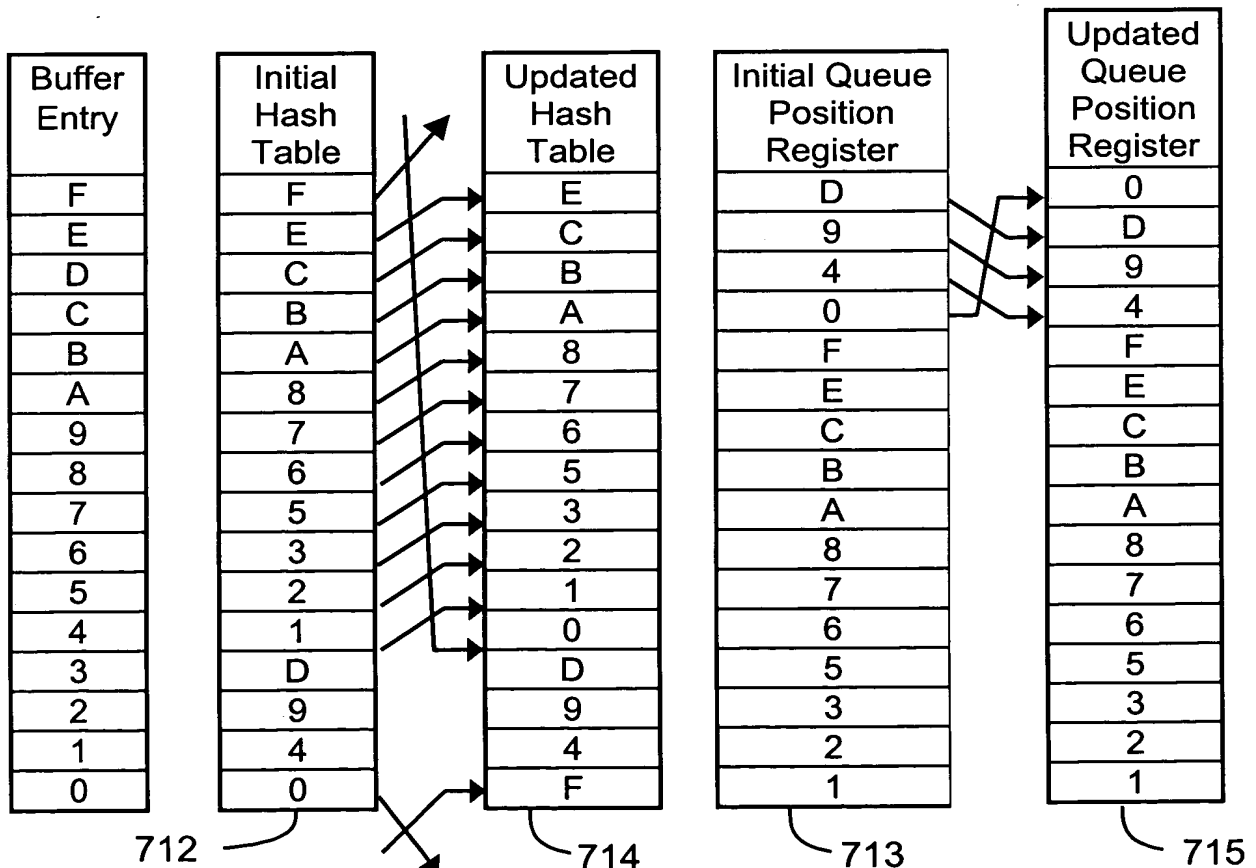 Buffer
Entry
F
E
D
C
B
A
9
8
7
6
5
4
3
2
1
0
Initial
Hash
Table
F
E
C
B
A
8
7
6
5
3
2
1
D
9
4
0
712
Updated
Hash
Table
E
C
B
A
8
7
6
5
3
2
1
0
D
9
4
F
714
Initial Queue
Position
Register
D
9
4
0
F
E
C
B
A
8
7
6
5
3
2
1
713
Updated
Queue
Position
Register
0
D
9
4
F
E
C
B
A
8
7
6
5
3
2
1
715